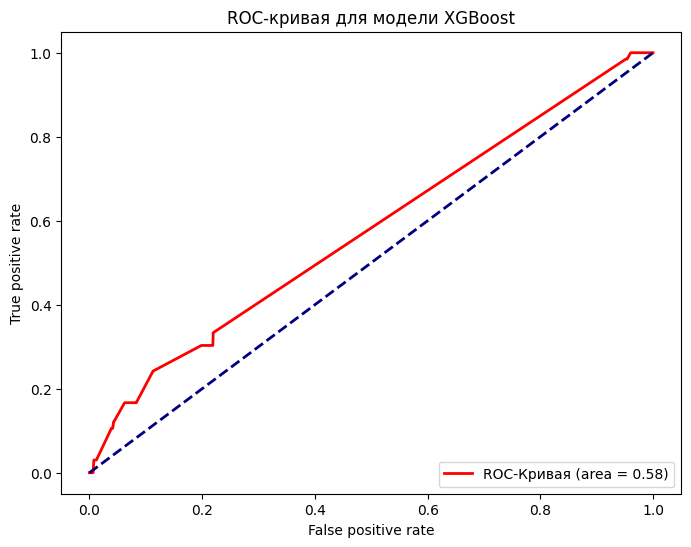 ROC-кривая для модели XGBoost
1.0
0.8
0.6
0.4
0.2
0.0
True positive rate
0.0 0.2 0.4 0.6 0.8 1.0
False positive rate
ROC-Кривая (area = 0.58)